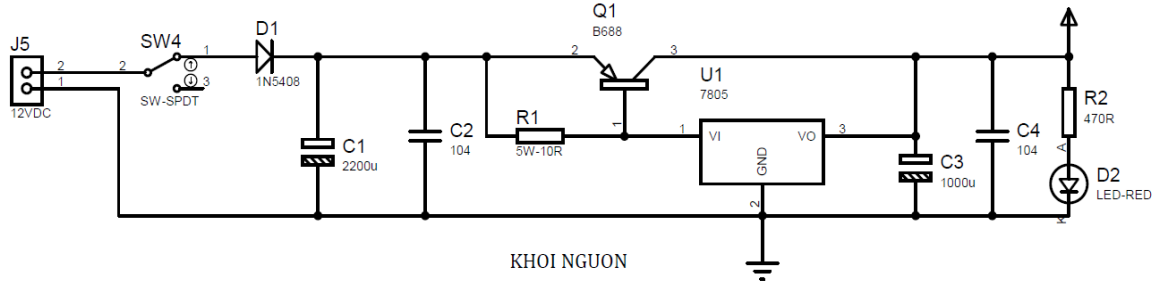 J5
2
1
12VDC
SW4
2
1
3
SW-SPDT
D1
1N5408
C1
2200u
C2
104
R1
5W-10R
Q1
B688
2
3
1
U1
7805
1
VI
VO
3
GND
2
C3
1000u
C4
104
R2
470R
A
D2
LED-RED
K
KHOI NGUON